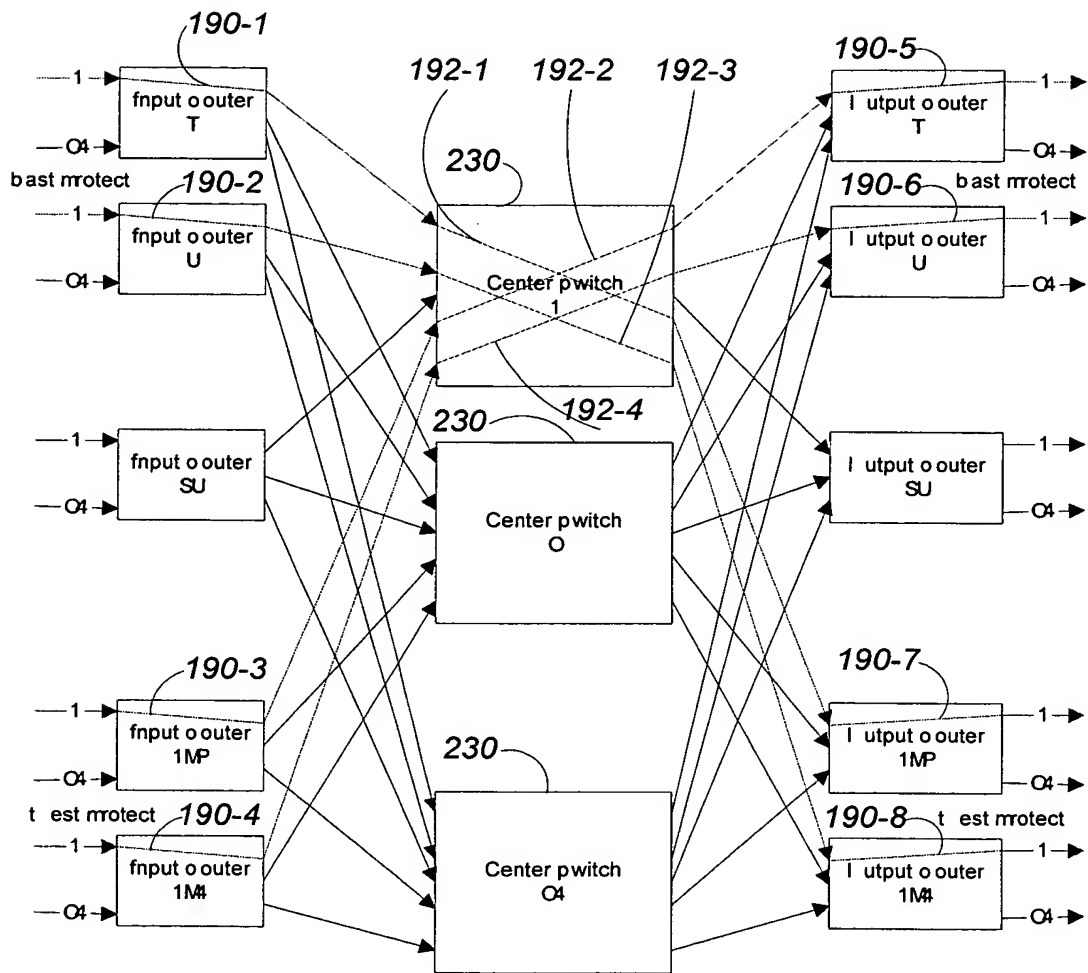 190-1
192-1
192-2
192-3
190-5
1
fnput o outer
T
O4
l utput o outer
T
1
O4
b ast mrotect
190-2
230
190-6
b ast mrotect
1
fnput o outer
U
O4
Center pwitch
1
l utput o outer
U
1
O4
230
192-4
1
fnput o outer
SU
O4
Center pwitch
O
l utput o outer
SU
1
O4
190-3
190-7
1
fnput o outer
1MP
O4
230
l utput o outer
1MP
1
O4
t est mrotect
190-4
190-8
t est mrotect
1
fnput o outer
1M4
O4
Center pwitch
O4
l utput o outer
1M4
1
O4